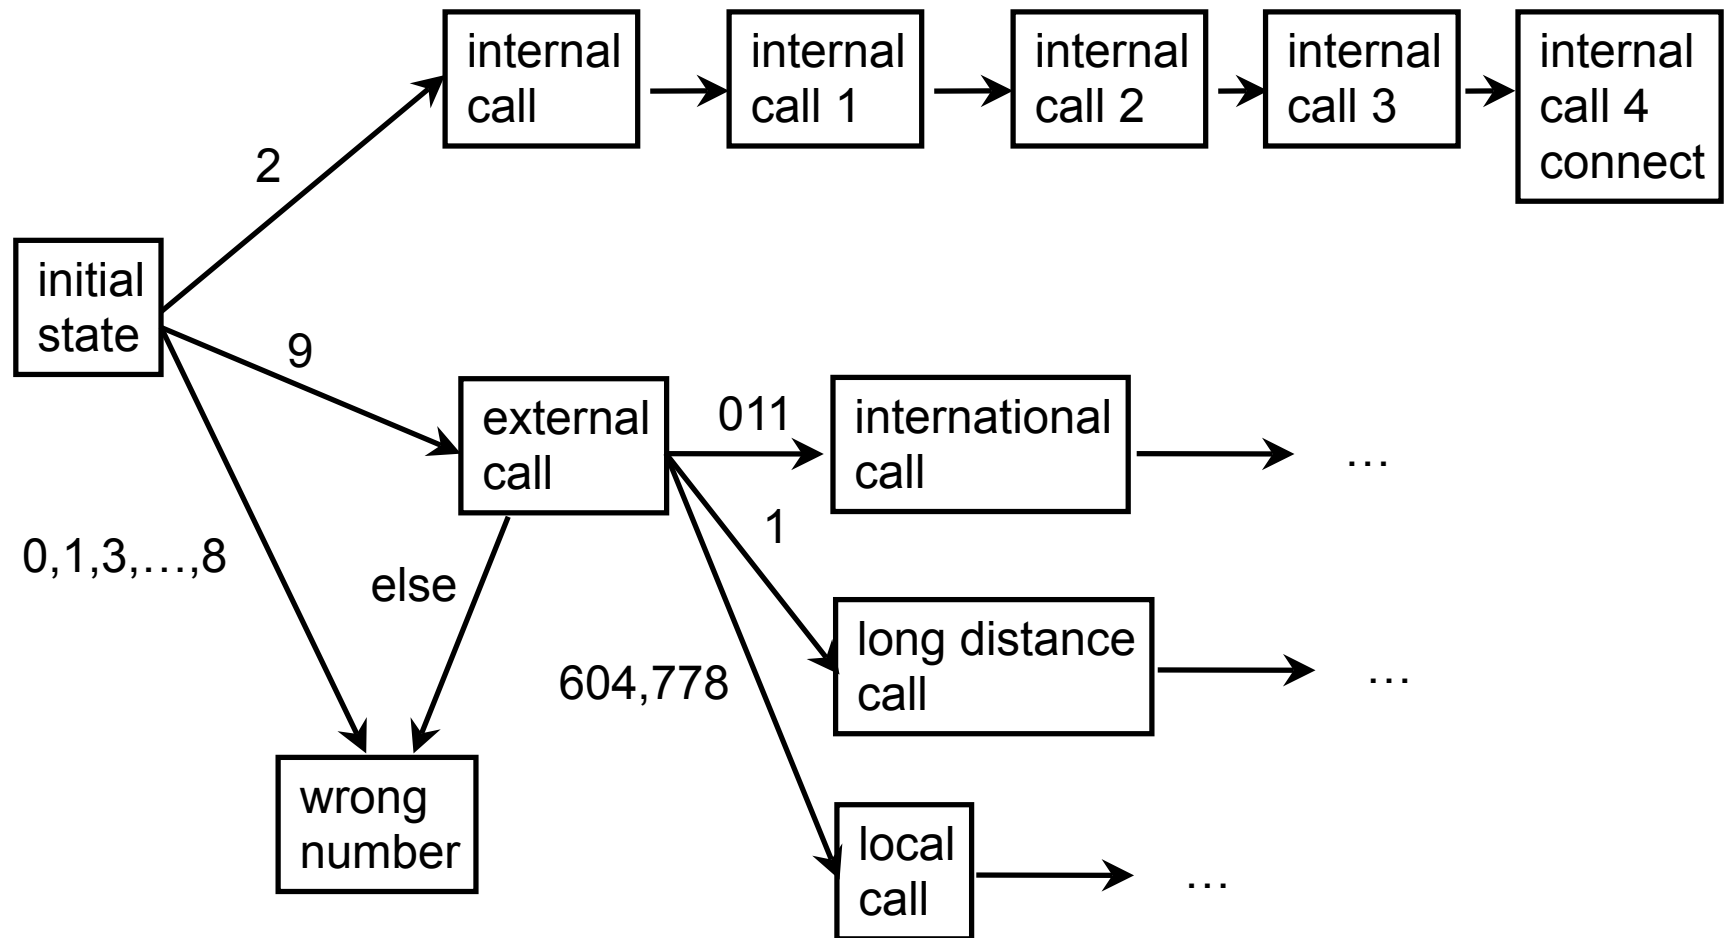 internal
call
internal
call 1
internal
call 2
internal
call 3
internal
call 4
connect
2
initial
state
9
external
call
011
international
call
…
1
0,1,3,…,8
else
long distance
call
…
604,778
wrong
number
local
call
…